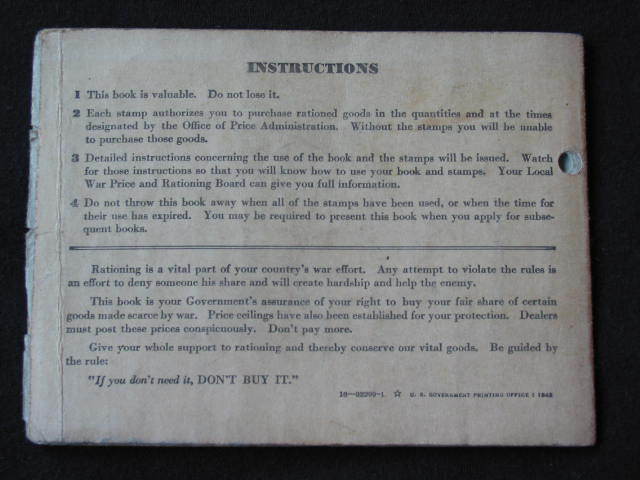 INSTRUCTIONS
1 This book is valuable. Do not lose it.
2 Each stamp authorizes you to purchase rationed goods in the quantities and at the times
designated by the Office of Price Administration. Without the stamps you will be unable
to purchase those goods.
3 Detailed instructions concerning the use of the book and the stamps will be issued. Watch
for those instructions so that you will know how to use your book and stamps. Your Local
War Price and Rationing Board can give you full information.
4 Do not throw this book away when all of the stamps have been used, or when the time for
their use has expired. You may be required to present this book when you apply for subse-
quent books.
Rationing is a vital part of your country's war effort. Any attempt to violate the rules is
an effort to deny someone his share and will create hardship and help the enemy.
This book is your Government's assurance of your right to buy your fair share of certain
goods made scarce by war. Price ceilings have also been established for your protection. Dealers
must post these prices conspicuously. Don't pay more.
Give your whole support to rationing and thereby conserve our vital goods. Be guided by
the rule:
"If you don't need it, DON'T BUY IT."
☆ U. S. GOVERNMENT PRINTING OFFICE